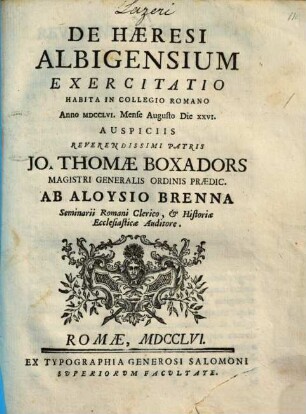 Lazeri
DE HÆRESI
ALBIGENSIUM
EXERCITATIO
HABITA IN COLLEGIO ROMANO
Anno MDCCLVI. Mense Augusto Die XXVI.
AUSPICIIS
REVERENDISSIMI PATRIS
JO. THOMÆ BOXADORS
MAGISTRI GENERALIS ORDINIS PRÆDIC.
AB ALOYSIO BRENNA
Seminarii Romani Clerico, & Historiæ
Ecclesiasticæ Auditore.
ROMÆ, MDCCLVI.
EX TYPOGRAPHIA GENEROSI SALOMONI
SUPERIORUM FACULTATE.